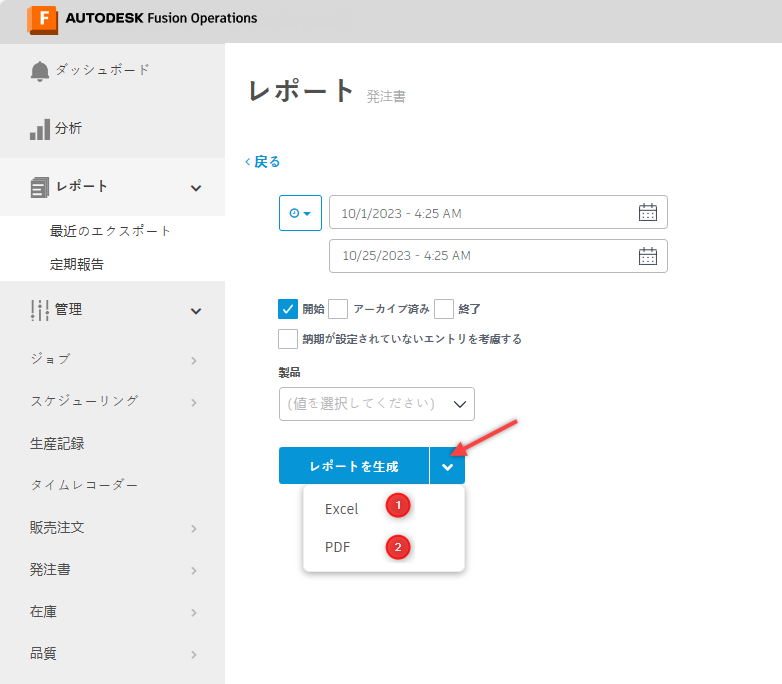 F AUTODESK Fusion Operations
ダッシュボード
分析
レポート
最近のエクスポート
定期報告
管理
ジョブ
スケジューリング
生産記録
タイムレコーダー
販売注文
発注書
在庫
品質
レポート 発注書
< 戻る
10/1/2023 - 4:25 AM
10/25/2023 - 4:25 AM
開始 アーカイブ済み 終了
納期が設定されていないエントリを考慮する
製品
(値を選択してください)
レポートを生成
Excel 1
PDF 2